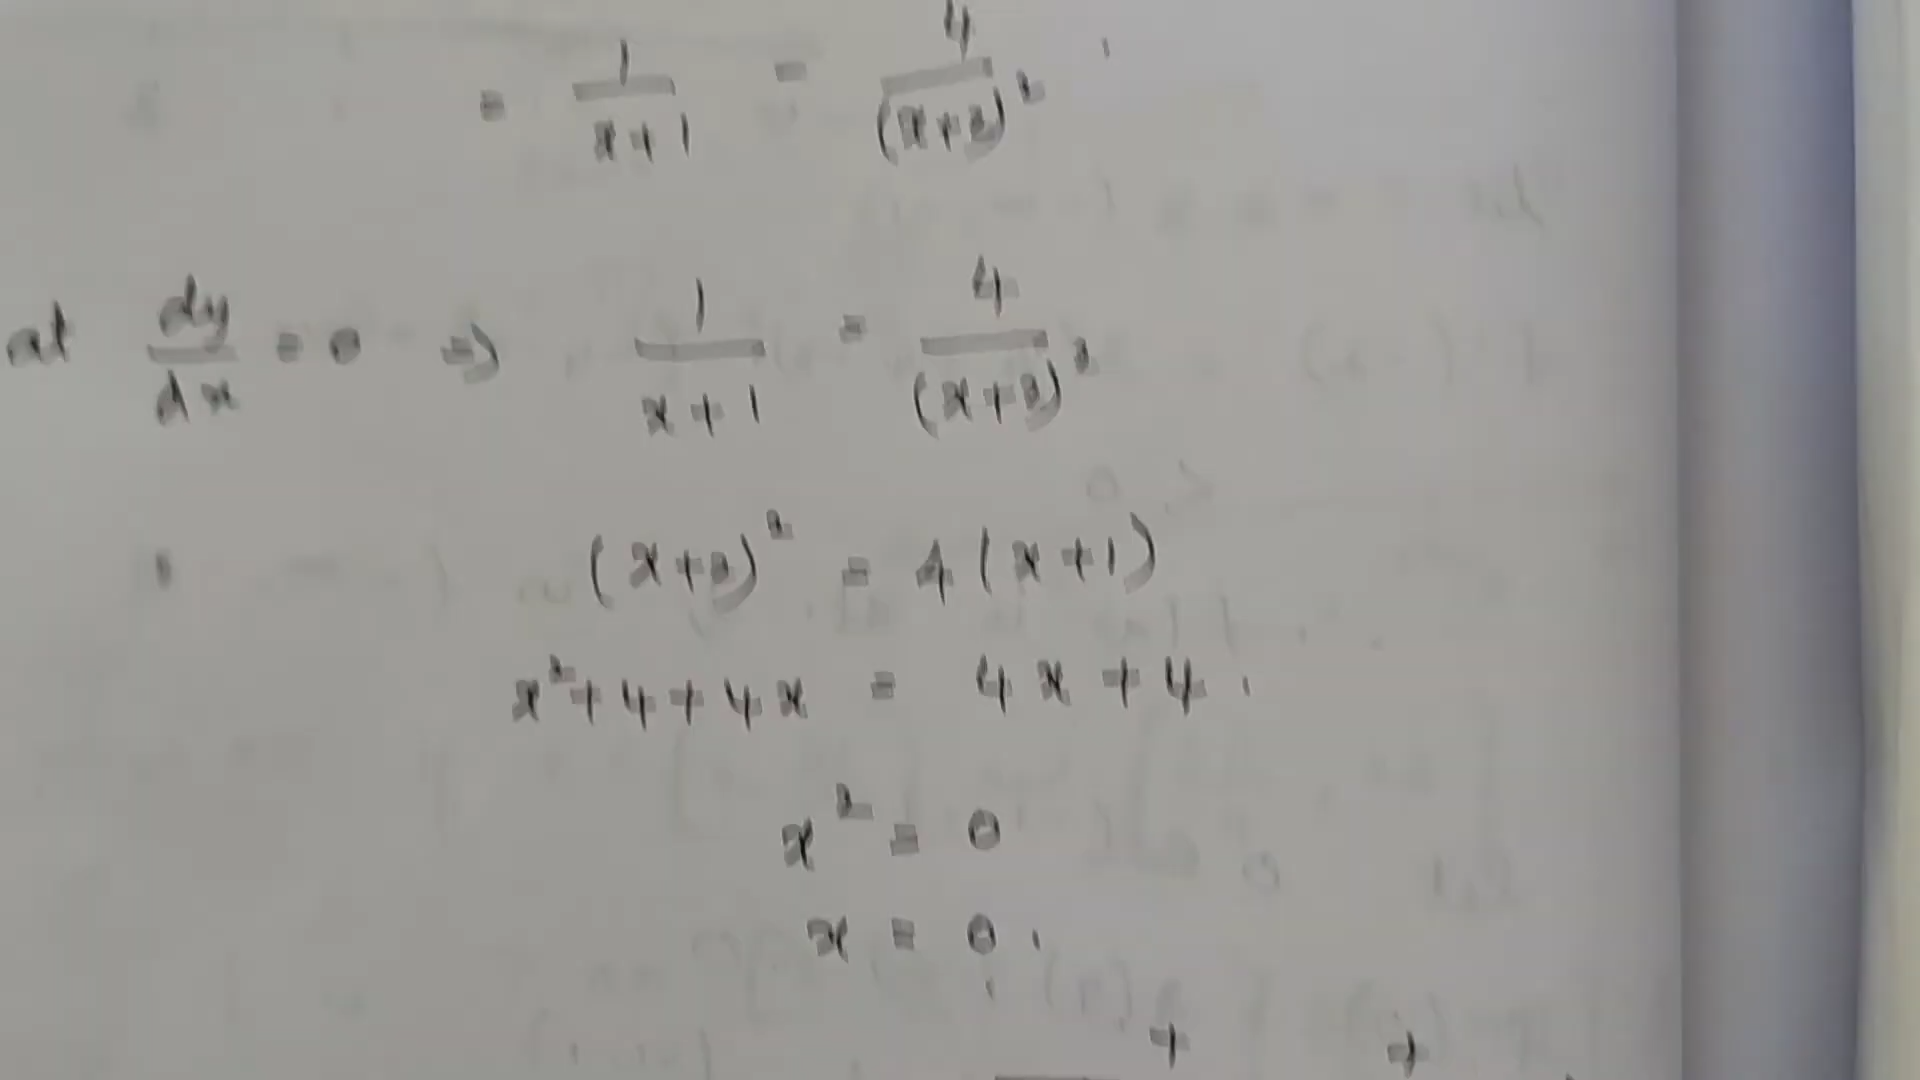 = 1/(x+1) - 4/(x+2)²
at dy/dx = 0 ⇒ 1/(x+1) = 4/(x+2)²
(x+2)² = 4(x+1)
x²+4+4x = 4x+4.
x² = 0
x = 0.
+ +